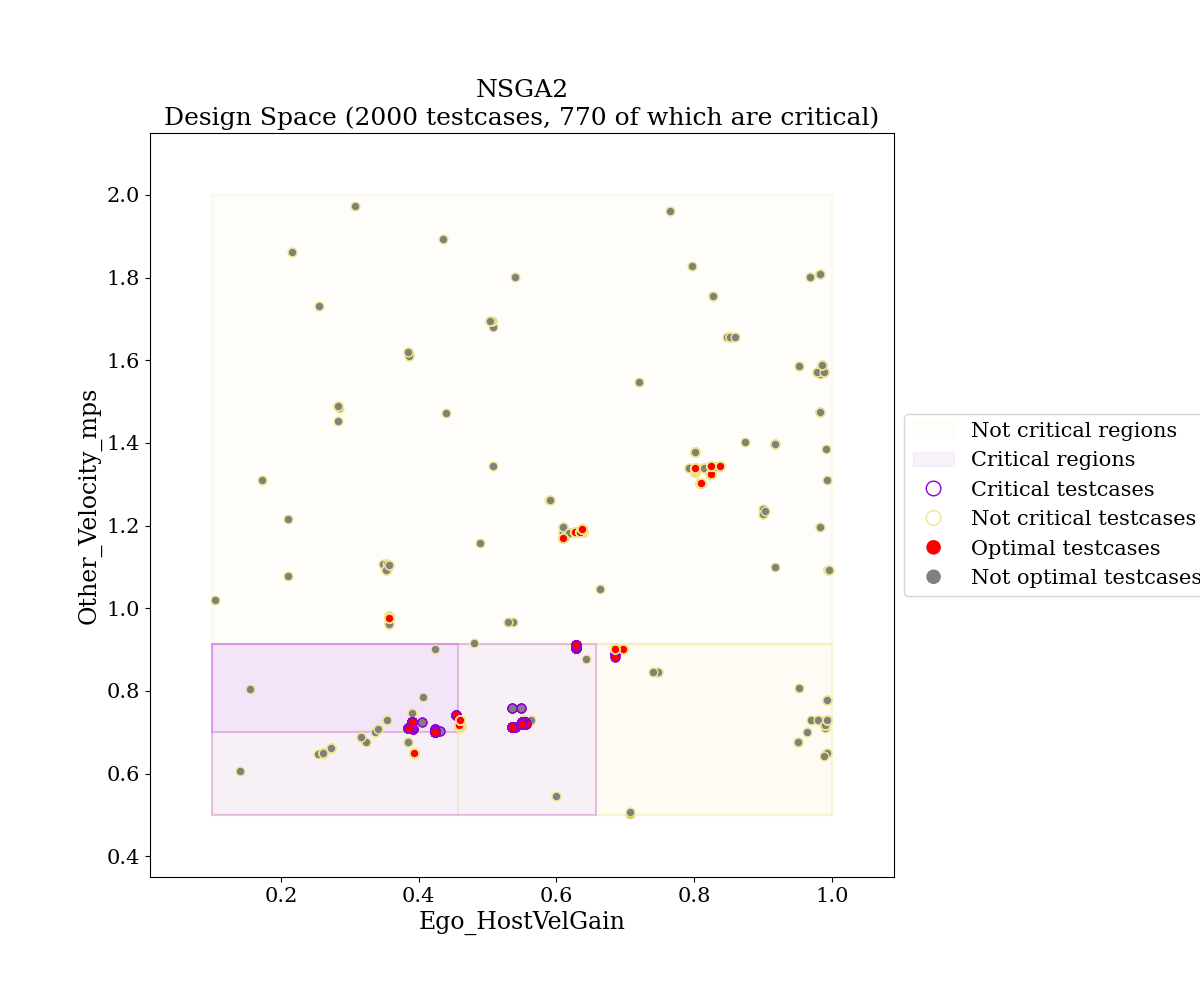 NSGA2
Design Space (2000 testcases, 770 of which are critical)
Other_Velocity_mps
2.0
1.8
1.6
1.4
1.2
1.0
0.8
0.6
0.4
0.2
0.4
0.6
0.8
1.0
Ego_HostVelGain
Not critical regions
Critical regions
Critical testcases
Not critical testcases
Optimal testcases
Not optimal testcases